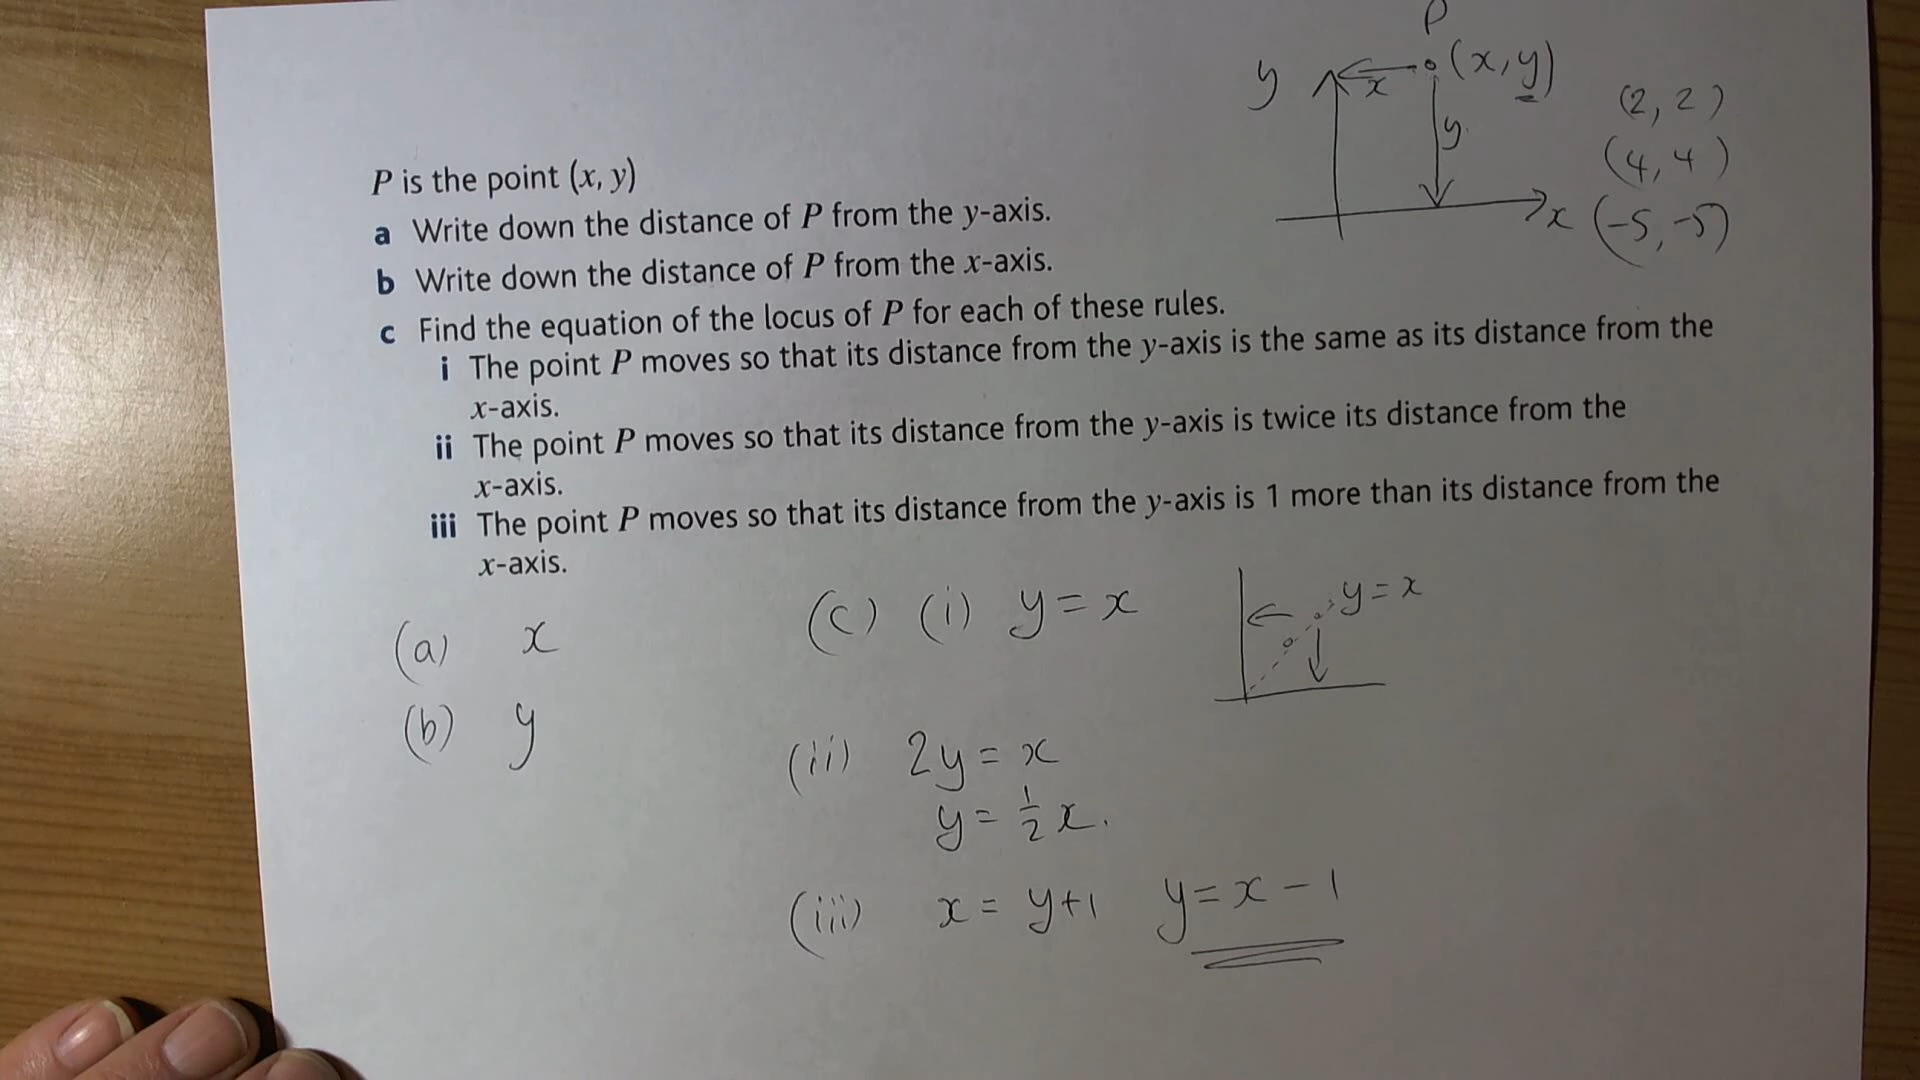 P
y
x
(x, y)
y
x
(2, 2)
(4, 4)
(-5, -5)
P is the point (x, y)
a Write down the distance of P from the y-axis.
b Write down the distance of P from the x-axis.
c Find the equation of the locus of P for each of these rules.
i The point P moves so that its distance from the y-axis is the same as its distance from the
x-axis.
ii The point P moves so that its distance from the y-axis is twice its distance from the
x-axis.
iii The point P moves so that its distance from the y-axis is 1 more than its distance from the
x-axis.
(a) x
(b) y
(c) (i) y = x
y = x
(ii) 2y = x
y = 1/2 x.
(iii) x = y+1 y = x - 1